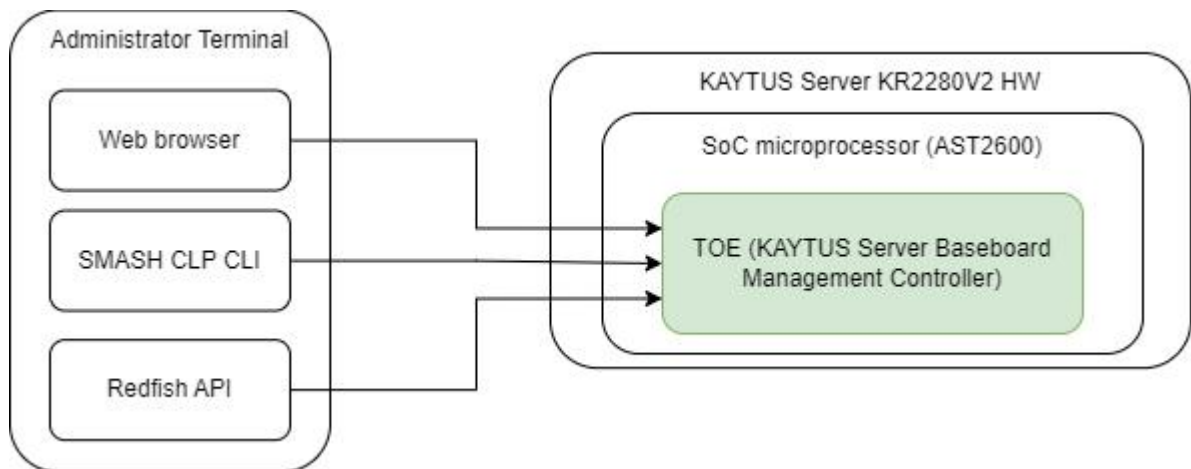 Administrator Terminal
Web browser
SMASH CLP CLI
Redfish API
KAYTUS Server KR2280V2 HW
SoC microprocessor (AST2600)
TOE (KAYTUS Server Baseboard
Management Controller)